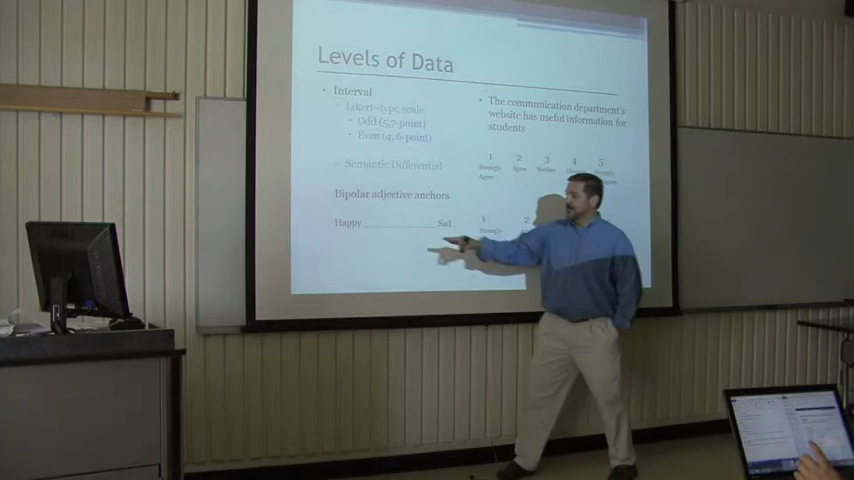 Levels of Data
• Interval
◦ Likert-type scale
• Odd (5,7-point)
• Even (4, 6-point)
◦ Semantic Differential
Bipolar adjective anchors
Happy____________________Sad
• The communication department's
website has useful information for
students
1 2 3 4 5
Strongly Agree Neither
Agree
1 2
Strongly